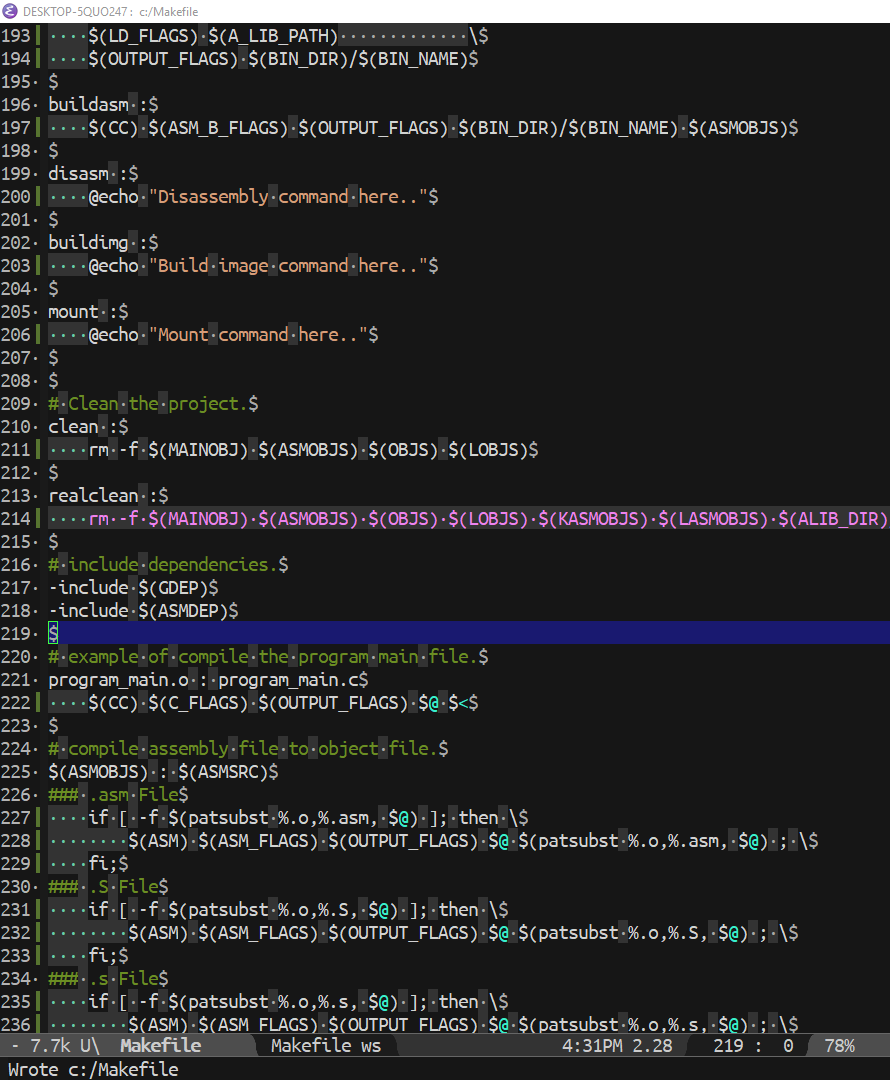 DESKTOP-5QUO247: c:/Makefile
193 $(LD_FLAGS) $(A_LIB_PATH)             \$
194 $(OUTPUT_FLAGS) $(BIN_DIR)/$(BIN_NAME)$
195 $
196 buildasm :$
197     $(CC) $(ASM_B_FLAGS) $(OUTPUT_FLAGS) $(BIN_DIR)/$(BIN_NAME) $(ASMOBJS)$
198 $
199 disasm :$
200     @echo "Disassembly command here.."$
201 $
202 buildimg :$
203     @echo "Build image command here.."$
204 $
205 mount :$
206     @echo "Mount command here.."$
207 $
208 $
209 # Clean the project.$
210 clean :$
211     rm -f $(MAINOBJ) $(ASMOBJS) $(OBJS) $(LOBJS)$
212 $
213 realclean :$
214     rm -f $(MAINOBJ) $(ASMOBJS) $(OBJS) $(LOBJS) $(KASMOBJS) $(LASMOBJS) $(ALIB_DIR)
215 $
216 # include dependencies.$
217 -include $(GDEP)$
218 -include $(ASMDEP)$
219 $
220 # example of compile the program main file.$
221 program_main.o : program_main.c$
222     $(CC) $(C_FLAGS) $(OUTPUT_FLAGS) $@ $<$
223 $
224 # compile assembly file to object file.$
225 $(ASMOBJS) : $(ASMSRC)$
226 ### .asm File$
227     if [ -f $(patsubst %.o,%.asm, $@) ]; then \$
228         $(ASM) $(ASM_FLAGS) $(OUTPUT_FLAGS) $@ $(patsubst %.o,%.asm, $@) ; \$
229     fi;$
230 ### .S File$
231     if [ -f $(patsubst %.o,%.S, $@) ]; then \$
232         $(ASM) $(ASM_FLAGS) $(OUTPUT_FLAGS) $@ $(patsubst %.o,%.S, $@) ; \$
233     fi;$
234 ### .s File$
235     if [ -f $(patsubst %.o,%.s, $@) ]; then \$
236         $(ASM) $(ASM_FLAGS) $(OUTPUT_FLAGS) $@ $(patsubst %.o,%.s, $@) ; \$
- 7.7k U\ Makefile Makefile ws 4:31PM 2.28 219 : 0 78%
Wrote c:/Makefile